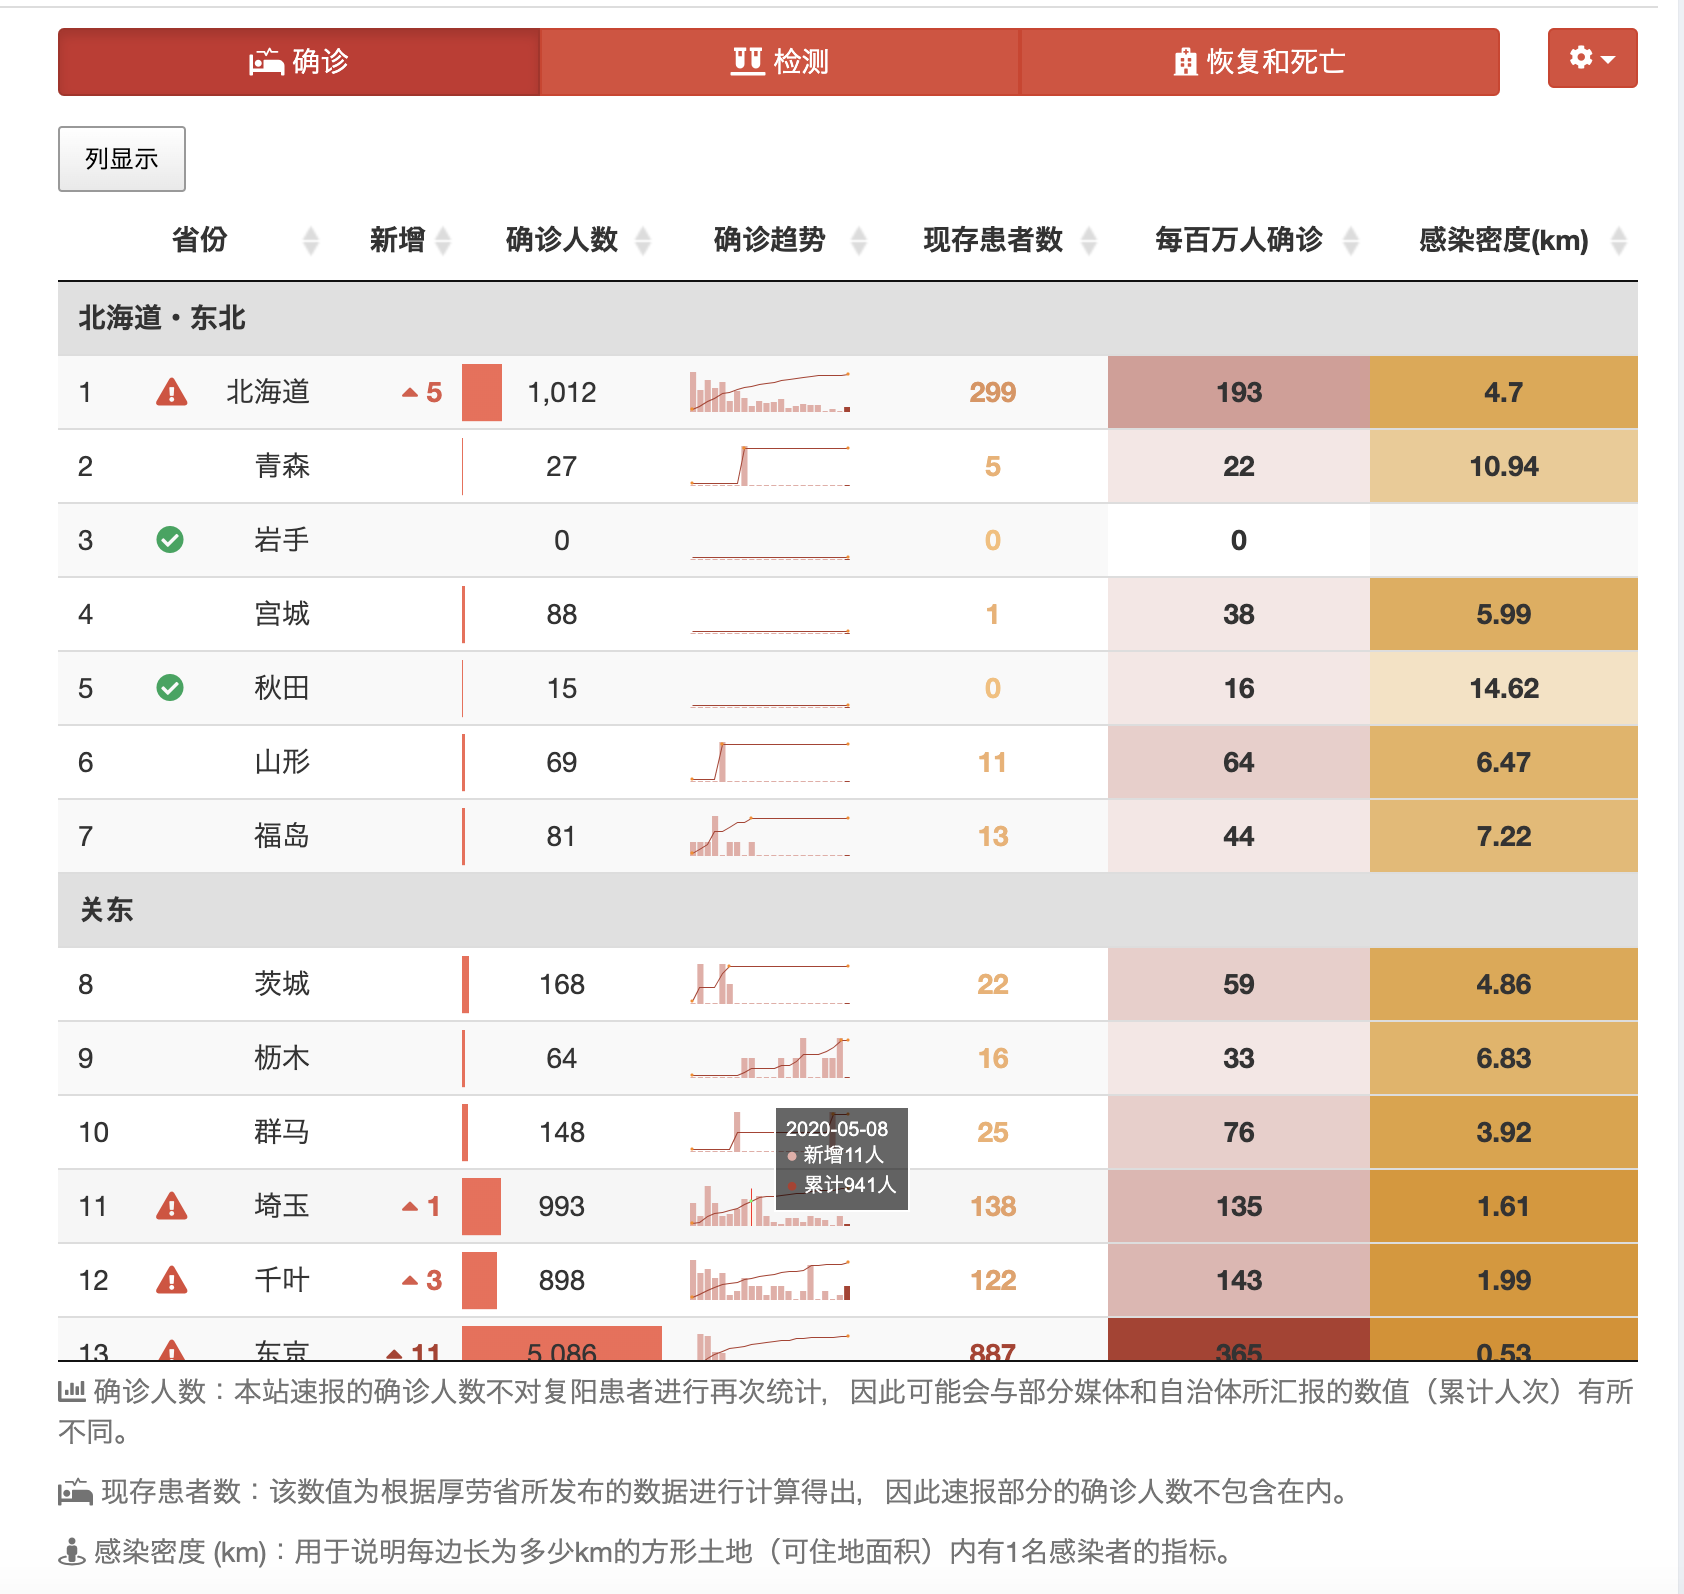 确诊 检测 恢复和死亡
列显示
省份 新增 确诊人数 确诊趋势 现存患者数 每百万人确诊 感染密度(km)
北海道・东北
1 北海道 5 1,012 299 193 4.7
2 青森 27 5 22 10.94
3 岩手 0 0 0
4 宫城 88 1 38 5.99
5 秋田 15 0 16 14.62
6 山形 69 11 64 6.47
7 福岛 81 13 44 7.22
关东
8 茨城 168 22 59 4.86
9 枥木 64 16 33 6.83
10 群马 148 25 76 3.92
2020-05-08
新增11人
累计941人
11 埼玉 1 993 138 135 1.61
12 千叶 3 898 122 143 1.99
13 东京 11 5,086 887 365 0.53
确诊人数：本站速报的确诊人数不对复阳患者进行再次统计，因此可能会与部分媒体和自治体所汇报的数值（累计人次）有所
不同。
现存患者数：该数值为根据厚劳省所发布的数据进行计算得出，因此速报部分的确诊人数不包含在内。
感染密度 (km)：用于说明每边长为多少km的方形土地（可住地面积）内有1名感染者的指标。